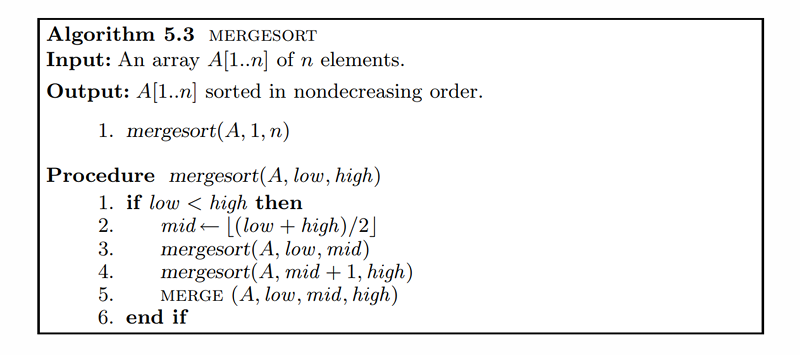 Algorithm 5.3 MERGESORT
Input: An array A[1..n] of n elements.
Output: A[1..n] sorted in nondecreasing order.
1. mergesort(A, 1, n)
Procedure mergesort(A, low, high)
1. if low < high then
2. mid ← ⌊(low + high)/2⌋
3. mergesort(A, low, mid)
4. mergesort(A, mid + 1, high)
5. MERGE (A, low, mid, high)
6. end if